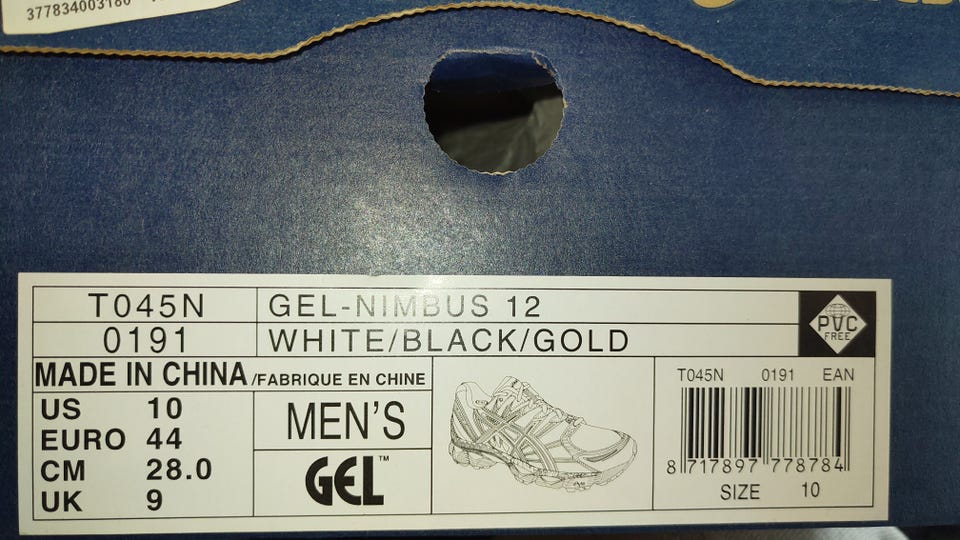 377834003180
T045N GEL-NIMBUS 12
0191 WHITE/BLACK/GOLD
PVC
FREE
MADE IN CHINA/FABRIQUE EN CHINE
US 10
EURO 44
CM 28.0
UK 9
MEN'S
GEL™
T045N 0191 EAN
8 717897 778784
SIZE 10